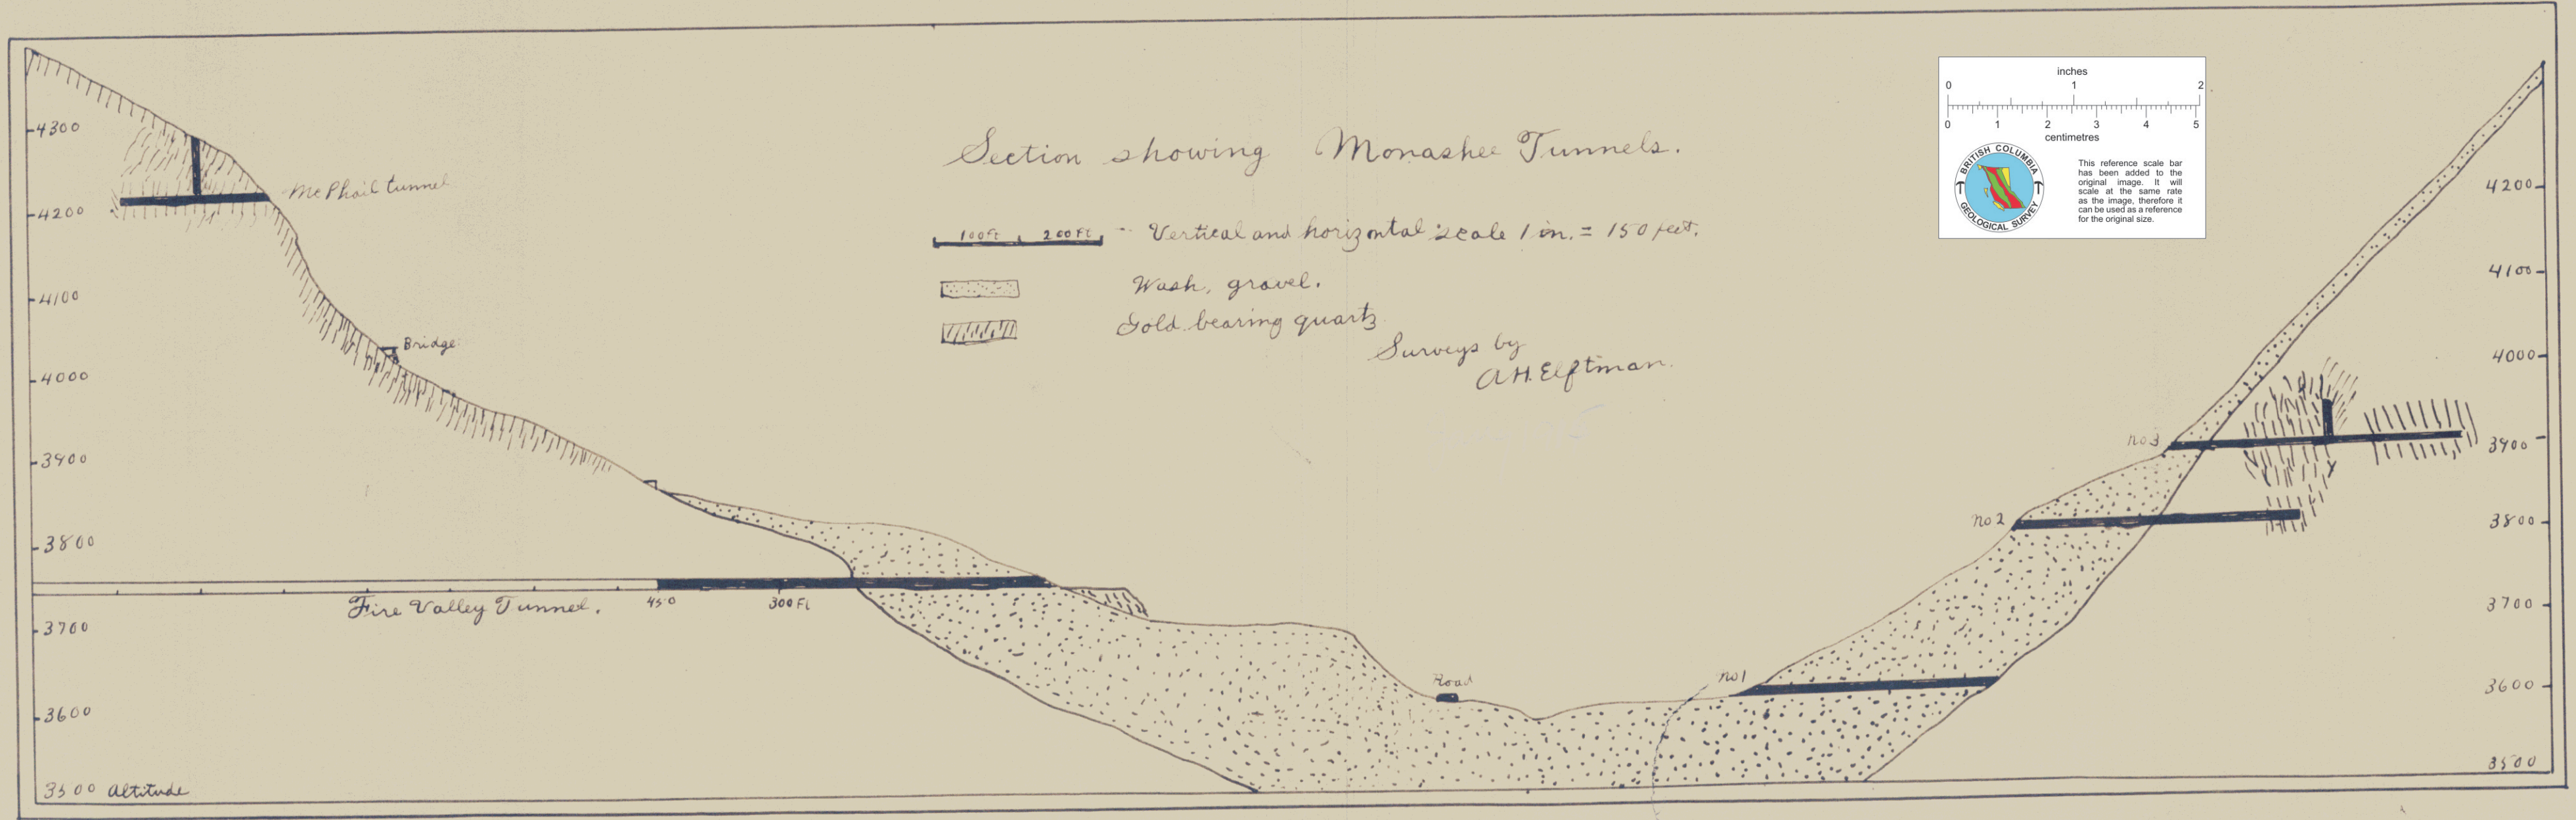 Section showing Monashee Tunnels.
100ft 200ft
Vertical and horizontal scale 1 in. = 150 feet.
Wash, gravel.
Gold bearing quartz
Surveys by
A.H. Elftman.
inches
0 1 2
0 1 2 3 4 5
centimetres
BRITISH COLUMBIA
GEOLOGICAL SURVEY
This reference scale bar
has been added to the
original image. It will
scale at the same rate
as the image, therefore it
can be used as a reference
for the original size.
4300
4200
4100
4000
3900
3800
3700
3600
3500 Altitude
McPhail tunnel
Bridge
Fire Valley Tunnel.
450
300 Ft
Road
no 1
no 2
no 3
4200
4100
4000
3900
3800
3700
3600
3500